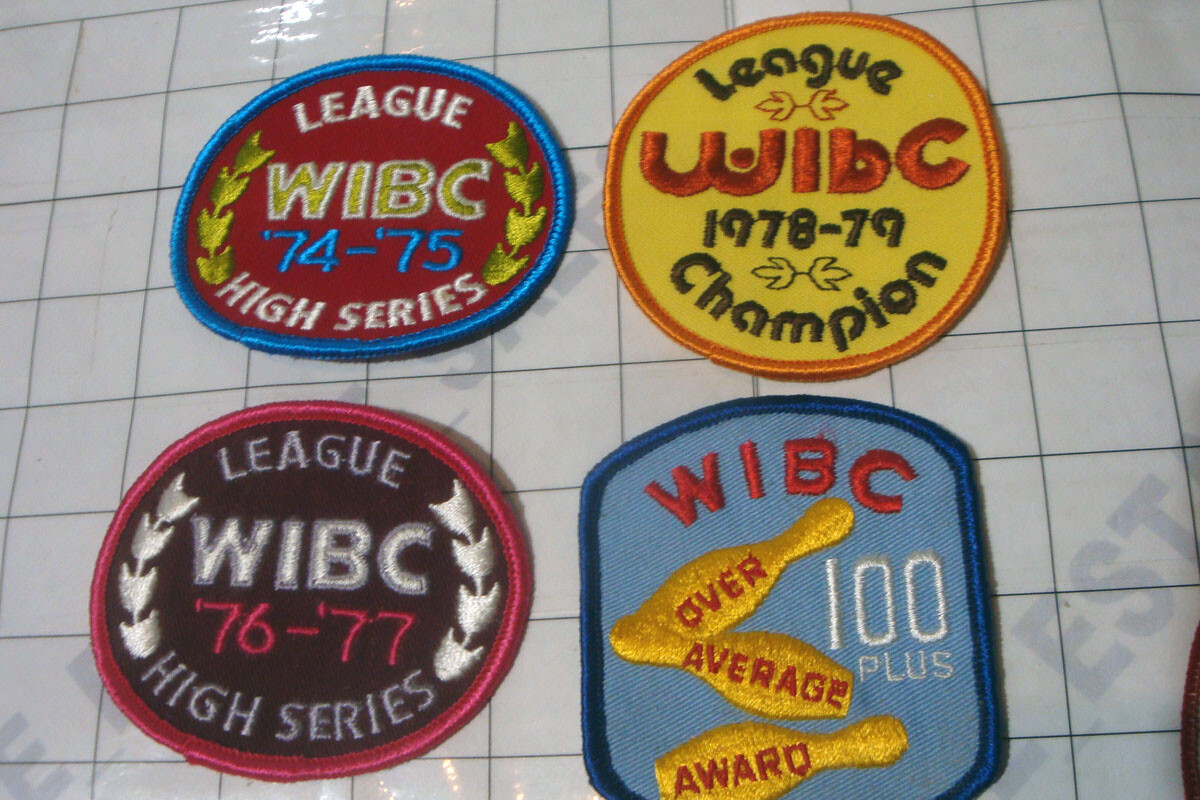 LEAGUE
WIBC
'74-'75
HIGH SERIES
League
WIbC
1978-79
Champion
LEAGUE
WIBC
'76-'77
HIGH SERIES
WIBC
OVER
100
PLUS
AVERAGE
AWARD